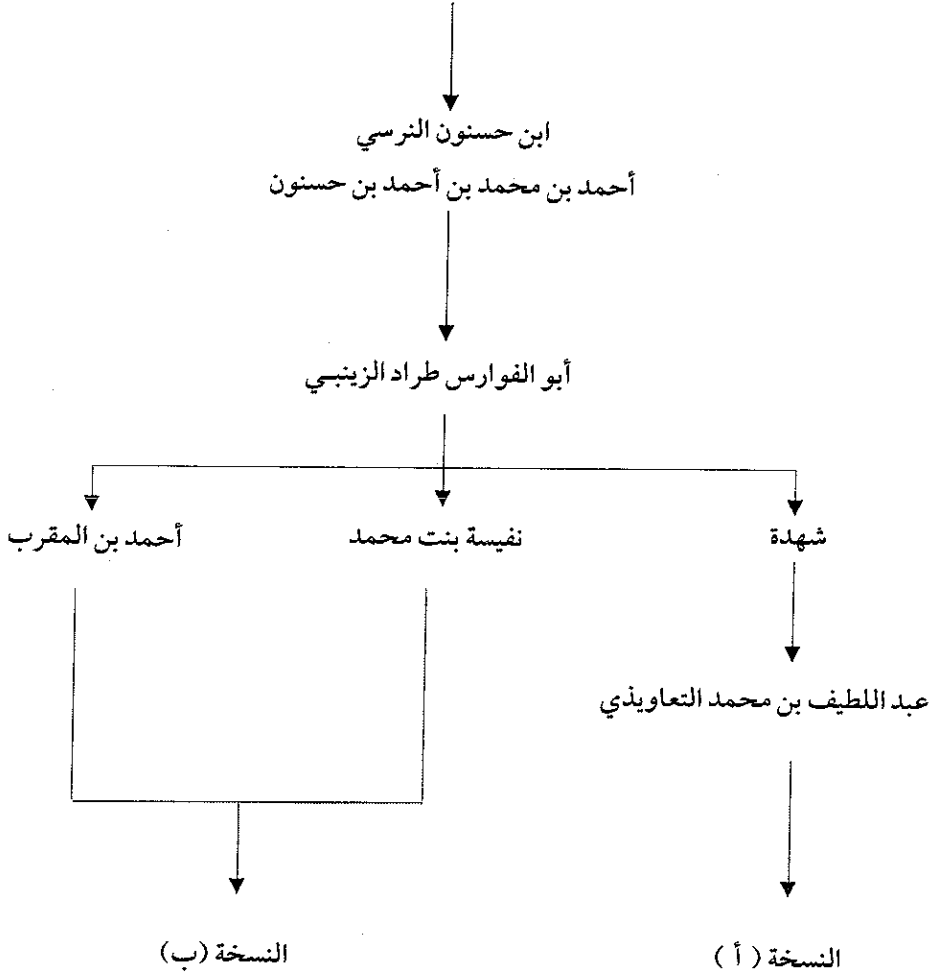 ابن حسنون النرسي
أحمد بن محمد بن أحمد بن حسنون
أبو الفوارس طراد الزينبي
شهدة
نفيسة بنت محمد
أحمد بن المقرب
عبد اللطيف بن محمد التعاويذي
النسخة ( أ )
النسخة (ب)